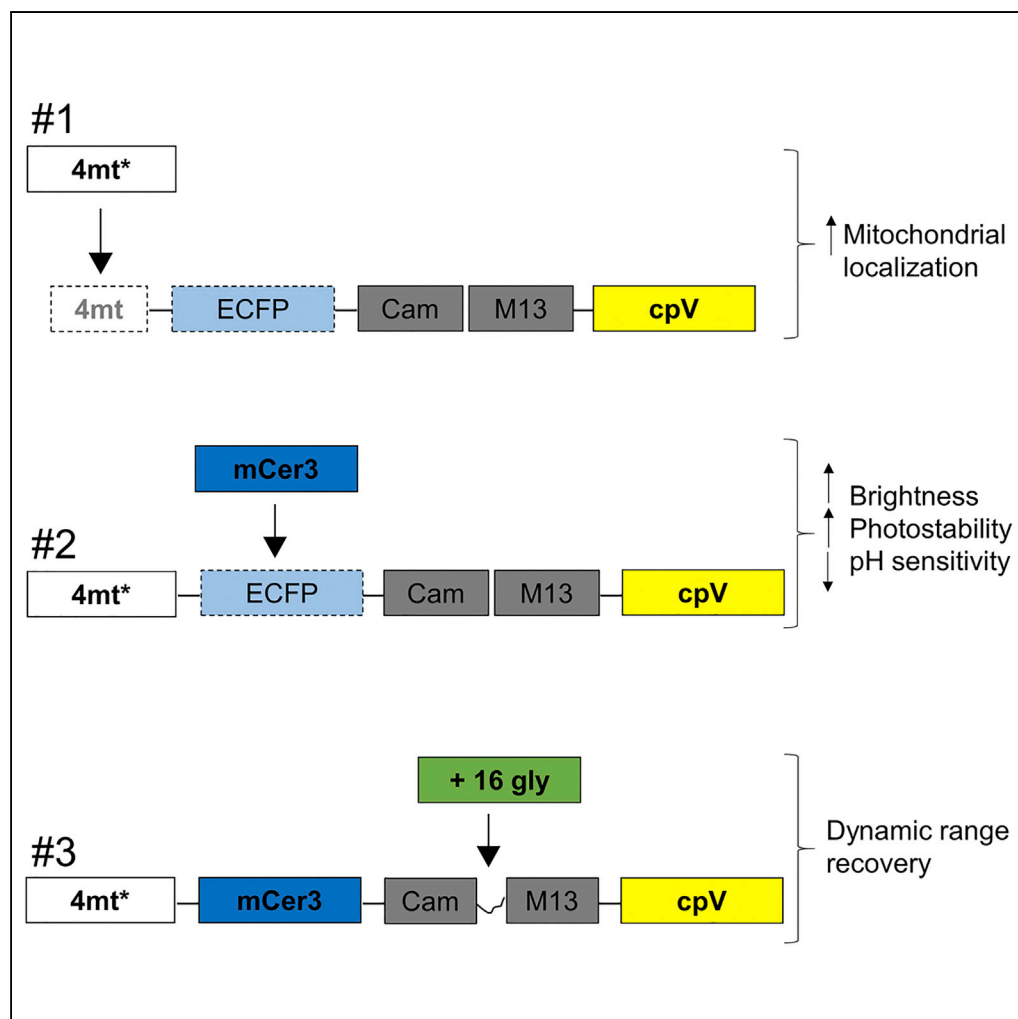 #1
4mt*
4mt
ECFP
Cam
M13
cpV
Mitochondrial
localization
mCer3
#2
4mt*
ECFP
Cam
M13
cpV
Brightness
Photostability
pH sensitivity
+ 16 gly
#3
4mt*
mCer3
Cam
M13
cpV
Dynamic range
recovery